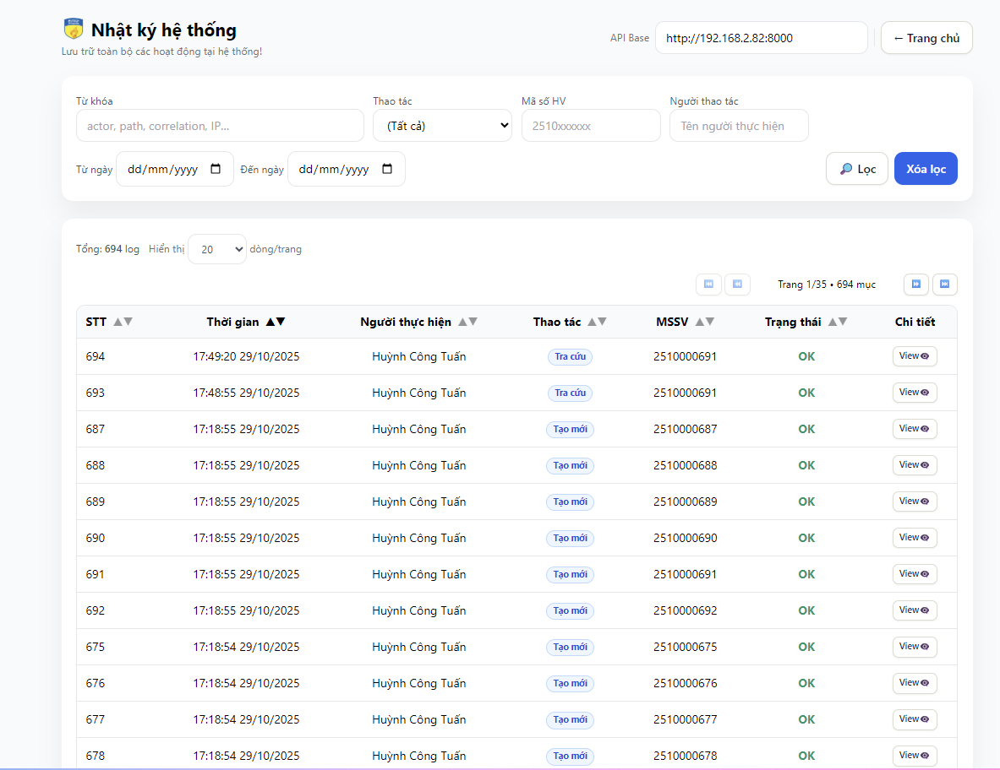 Nhật ký hệ thống
Lưu trữ toàn bộ các hoạt động tại hệ thống!
API Base http://192.168.2.82:8000 ← Trang chủ
Từ khóa Thao tác Mã số HV Người thao tác
actor, path, correlation, IP... (Tất cả) 2510xxxxxx Tên người thực hiện
Từ ngày dd/mm/yyyy Đến ngày dd/mm/yyyy Lọc Xóa lọc
Tổng: 694 log Hiển thị 20 dòng/trang
Trang 1/35 • 694 mục
STT ▲▼ Thời gian ▲▼ Người thực hiện ▲▼ Thao tác ▲▼ MSSV ▲▼ Trạng thái ▲▼ Chi tiết
694 17:49:20 29/10/2025 Huỳnh Công Tuấn Tra cứu 2510000691 OK View
693 17:48:55 29/10/2025 Huỳnh Công Tuấn Tra cứu 2510000691 OK View
687 17:18:55 29/10/2025 Huỳnh Công Tuấn Tạo mới 2510000687 OK View
688 17:18:55 29/10/2025 Huỳnh Công Tuấn Tạo mới 2510000688 OK View
689 17:18:55 29/10/2025 Huỳnh Công Tuấn Tạo mới 2510000689 OK View
690 17:18:55 29/10/2025 Huỳnh Công Tuấn Tạo mới 2510000690 OK View
691 17:18:55 29/10/2025 Huỳnh Công Tuấn Tạo mới 2510000691 OK View
692 17:18:55 29/10/2025 Huỳnh Công Tuấn Tạo mới 2510000692 OK View
675 17:18:54 29/10/2025 Huỳnh Công Tuấn Tạo mới 2510000675 OK View
676 17:18:54 29/10/2025 Huỳnh Công Tuấn Tạo mới 2510000676 OK View
677 17:18:54 29/10/2025 Huỳnh Công Tuấn Tạo mới 2510000677 OK View
678 17:18:54 29/10/2025 Huỳnh Công Tuấn Tạo mới 2510000678 OK View